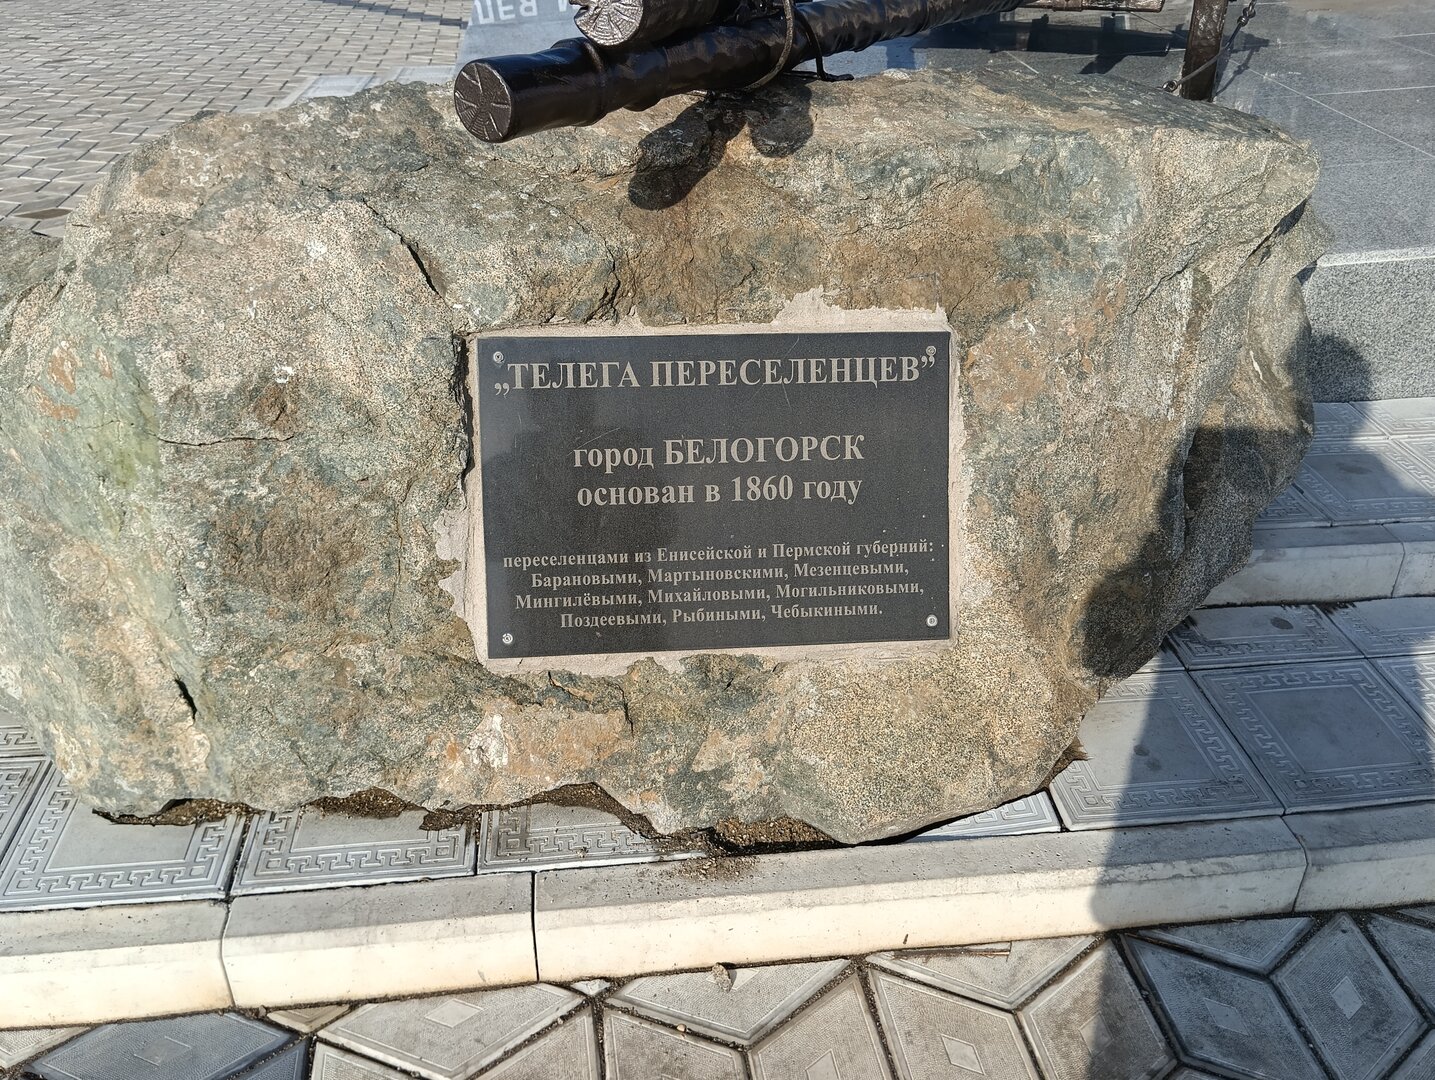 „ТЕЛЕГА ПЕРЕСЕЛЕНЦЕВ”
город БЕЛОГОРСК
основан в 1860 году
переселенцами из Енисейской и Пермской губерний:
Барановыми, Мартыновскими, Мезенцевыми,
Мингилёвыми, Михайловыми, Могильниковыми,
Поздеевыми, Рыбиными, Чебыкиными.